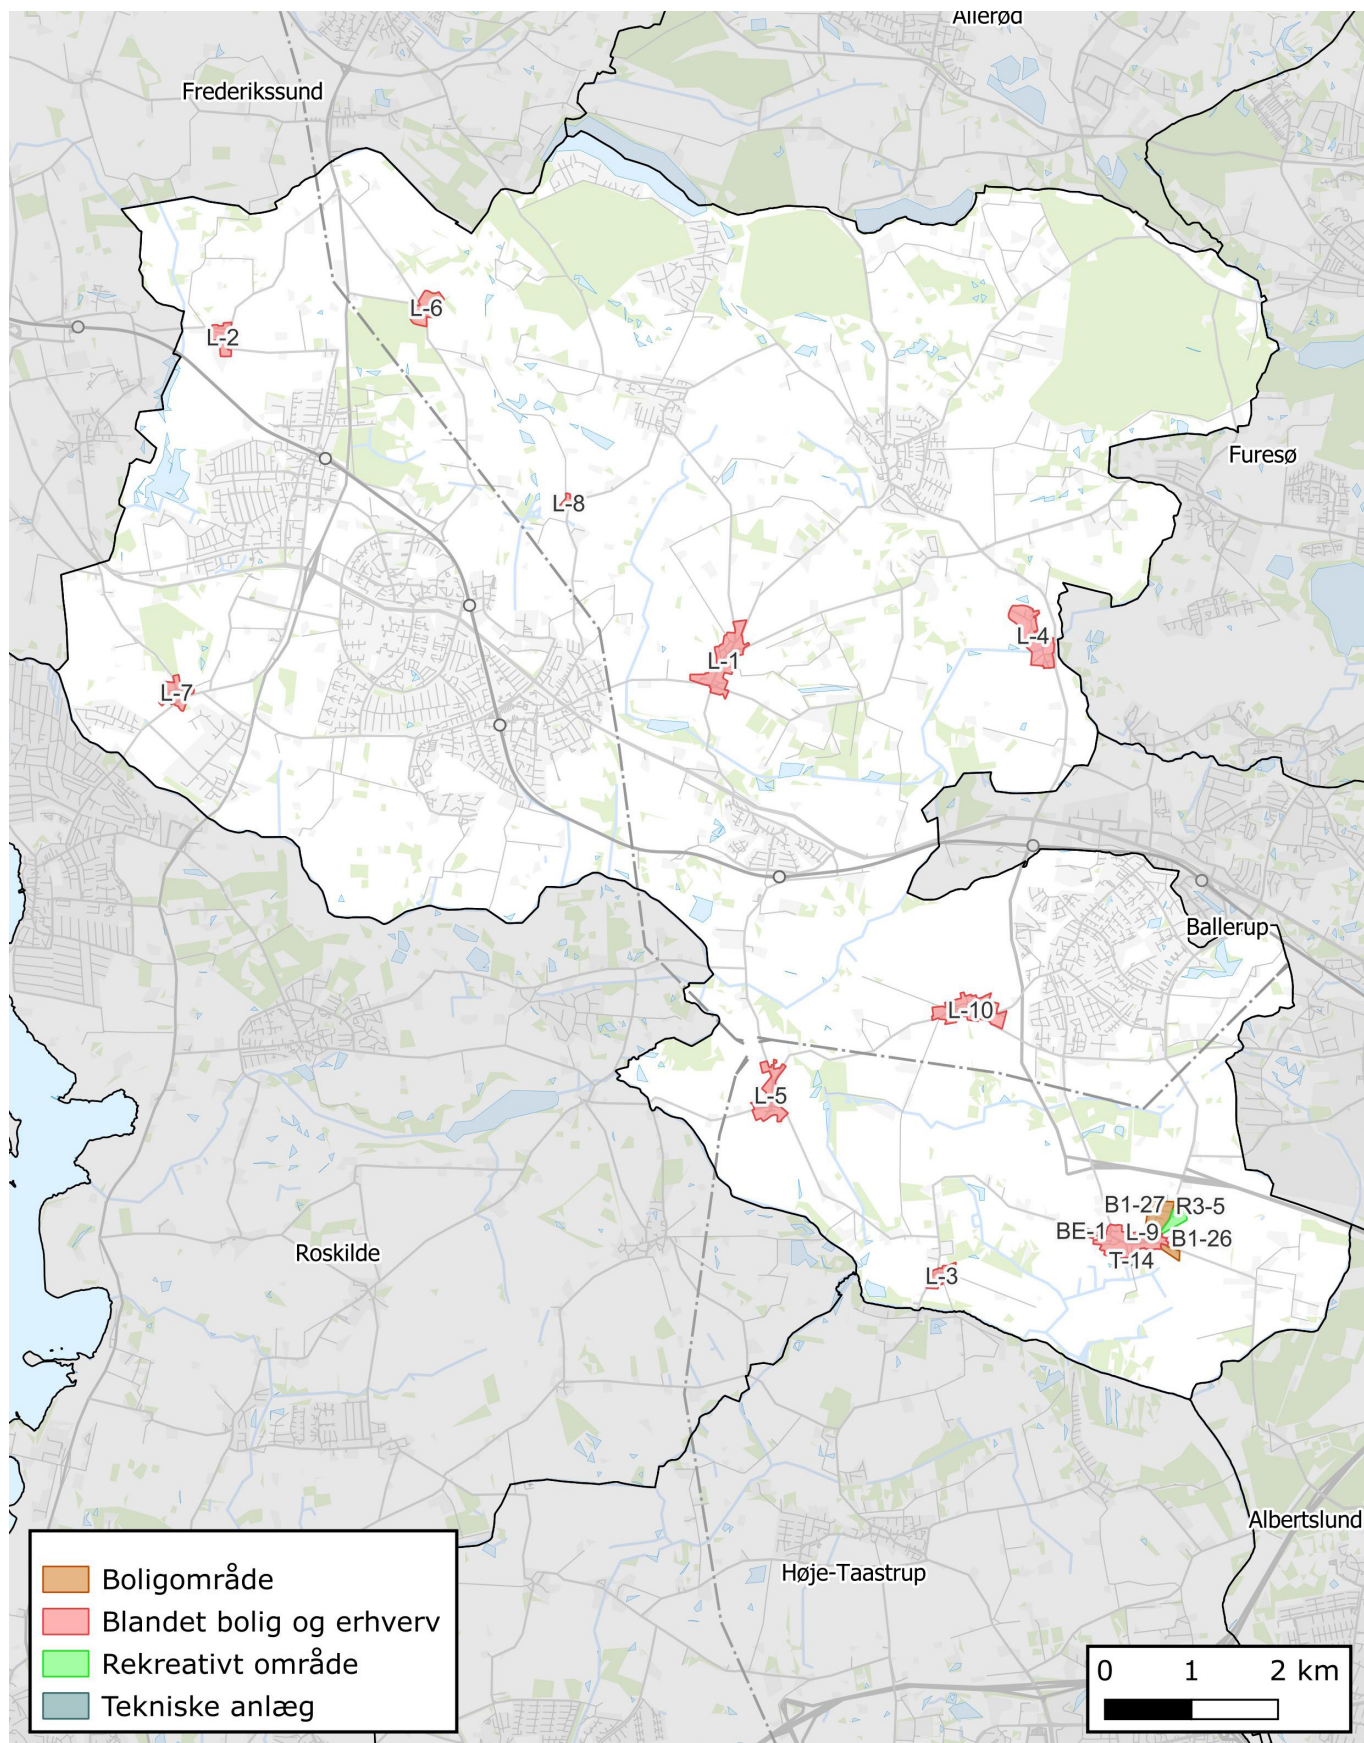 Allerød
Frederikssund
L-6
L-2
Furesø
L-8
L-4
L-1
L-7
Ballerup
L-10
L-5
B1-27 R3-5
BE-1 L-9 B1-26
T-14
Roskilde
L-3
Albertslund
Høje-Taastrup
Boligområde
Blandet bolig og erhverv
Rekreativt område
Tekniske anlæg
0 1 2 km